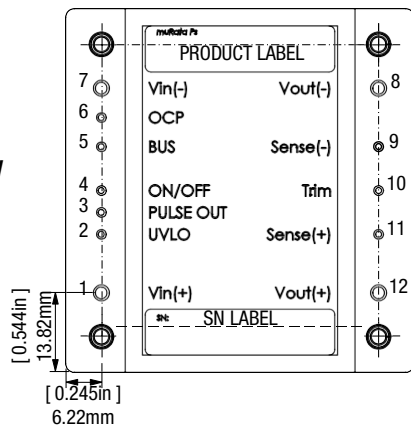 muRata Ps
PRODUCT LABEL
7 Vin(-) Vout(-) 8
6 OCP
5 BUS Sense(-) 9
4 ON/OFF Trim 10
3 PULSE OUT
2 UVLO Sense(+) 11
1 Vin(+) Vout(+) 12
SN: SN LABEL
[ 0.544in ]
13.82mm
[ 0.245in ]
6.22mm